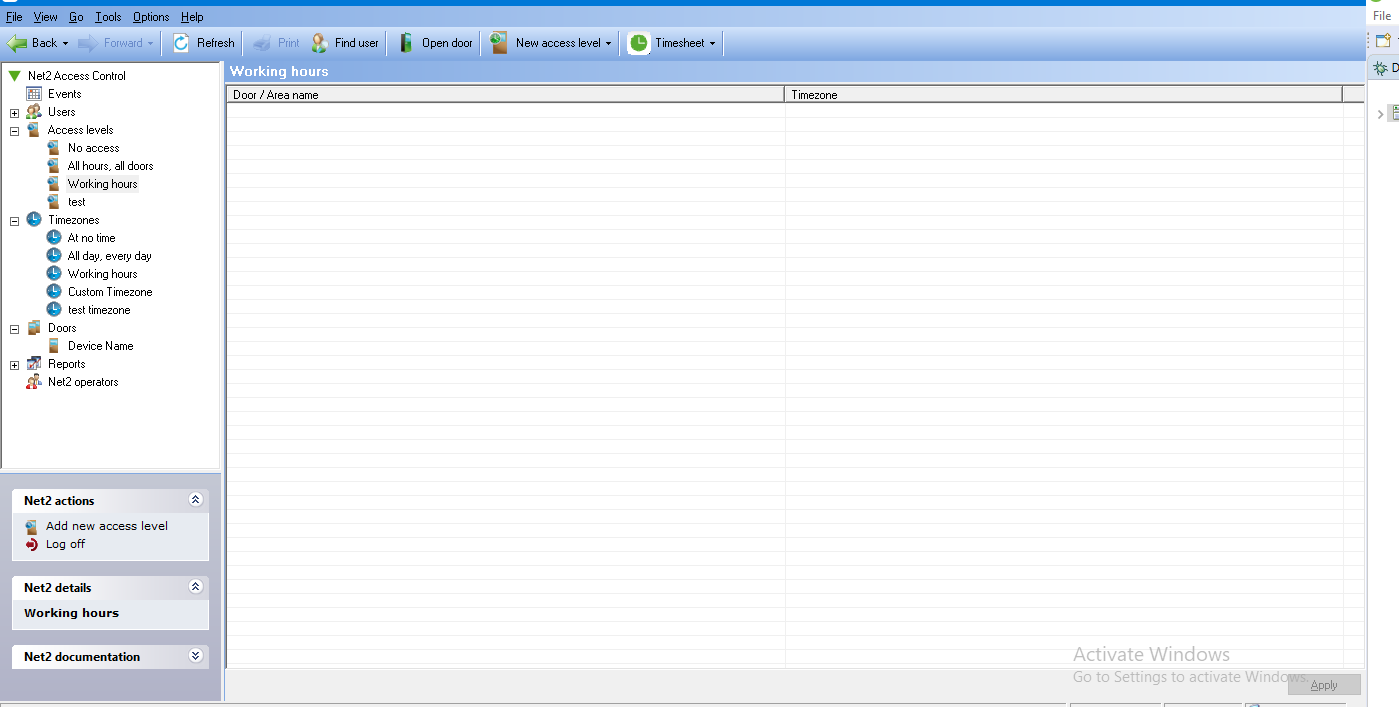 File View Go Tools Options Help
File
Back Forward Refresh Print Find user Open door New access level Timesheet
Net2 Access Control
Events
Users
Access levels
No access
All hours, all doors
Working hours
test
Timezones
At no time
All day, every day
Working hours
Custom Timezone
test timezone
Doors
Device Name
Reports
Net2 operators
Working hours
Door / Area name Timezone
D
Net2 actions
Add new access level
Log off
Net2 details
Working hours
Net2 documentation
Activate Windows
Go to Settings to activate Windows.
Apply